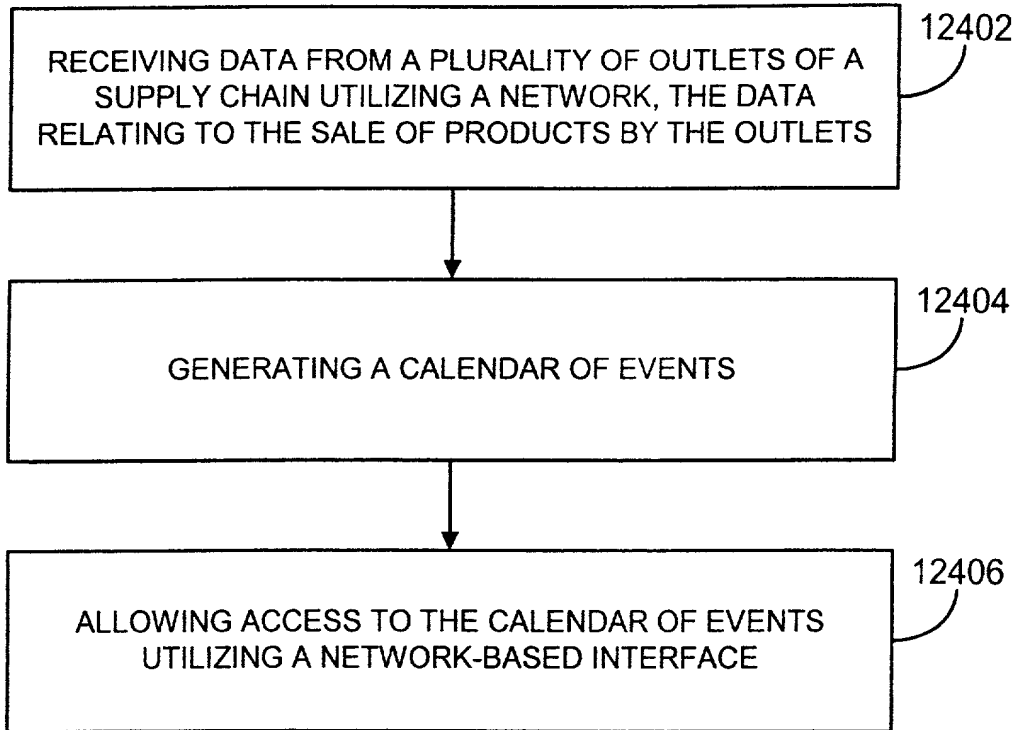 12402
RECEIVING DATA FROM A PLURALITY OF OUTLETS OF A
SUPPLY CHAIN UTILIZING A NETWORK, THE DATA
RELATING TO THE SALE OF PRODUCTS BY THE OUTLETS
12404
GENERATING A CALENDAR OF EVENTS
12406
ALLOWING ACCESS TO THE CALENDAR OF EVENTS
UTILIZING A NETWORK-BASED INTERFACE